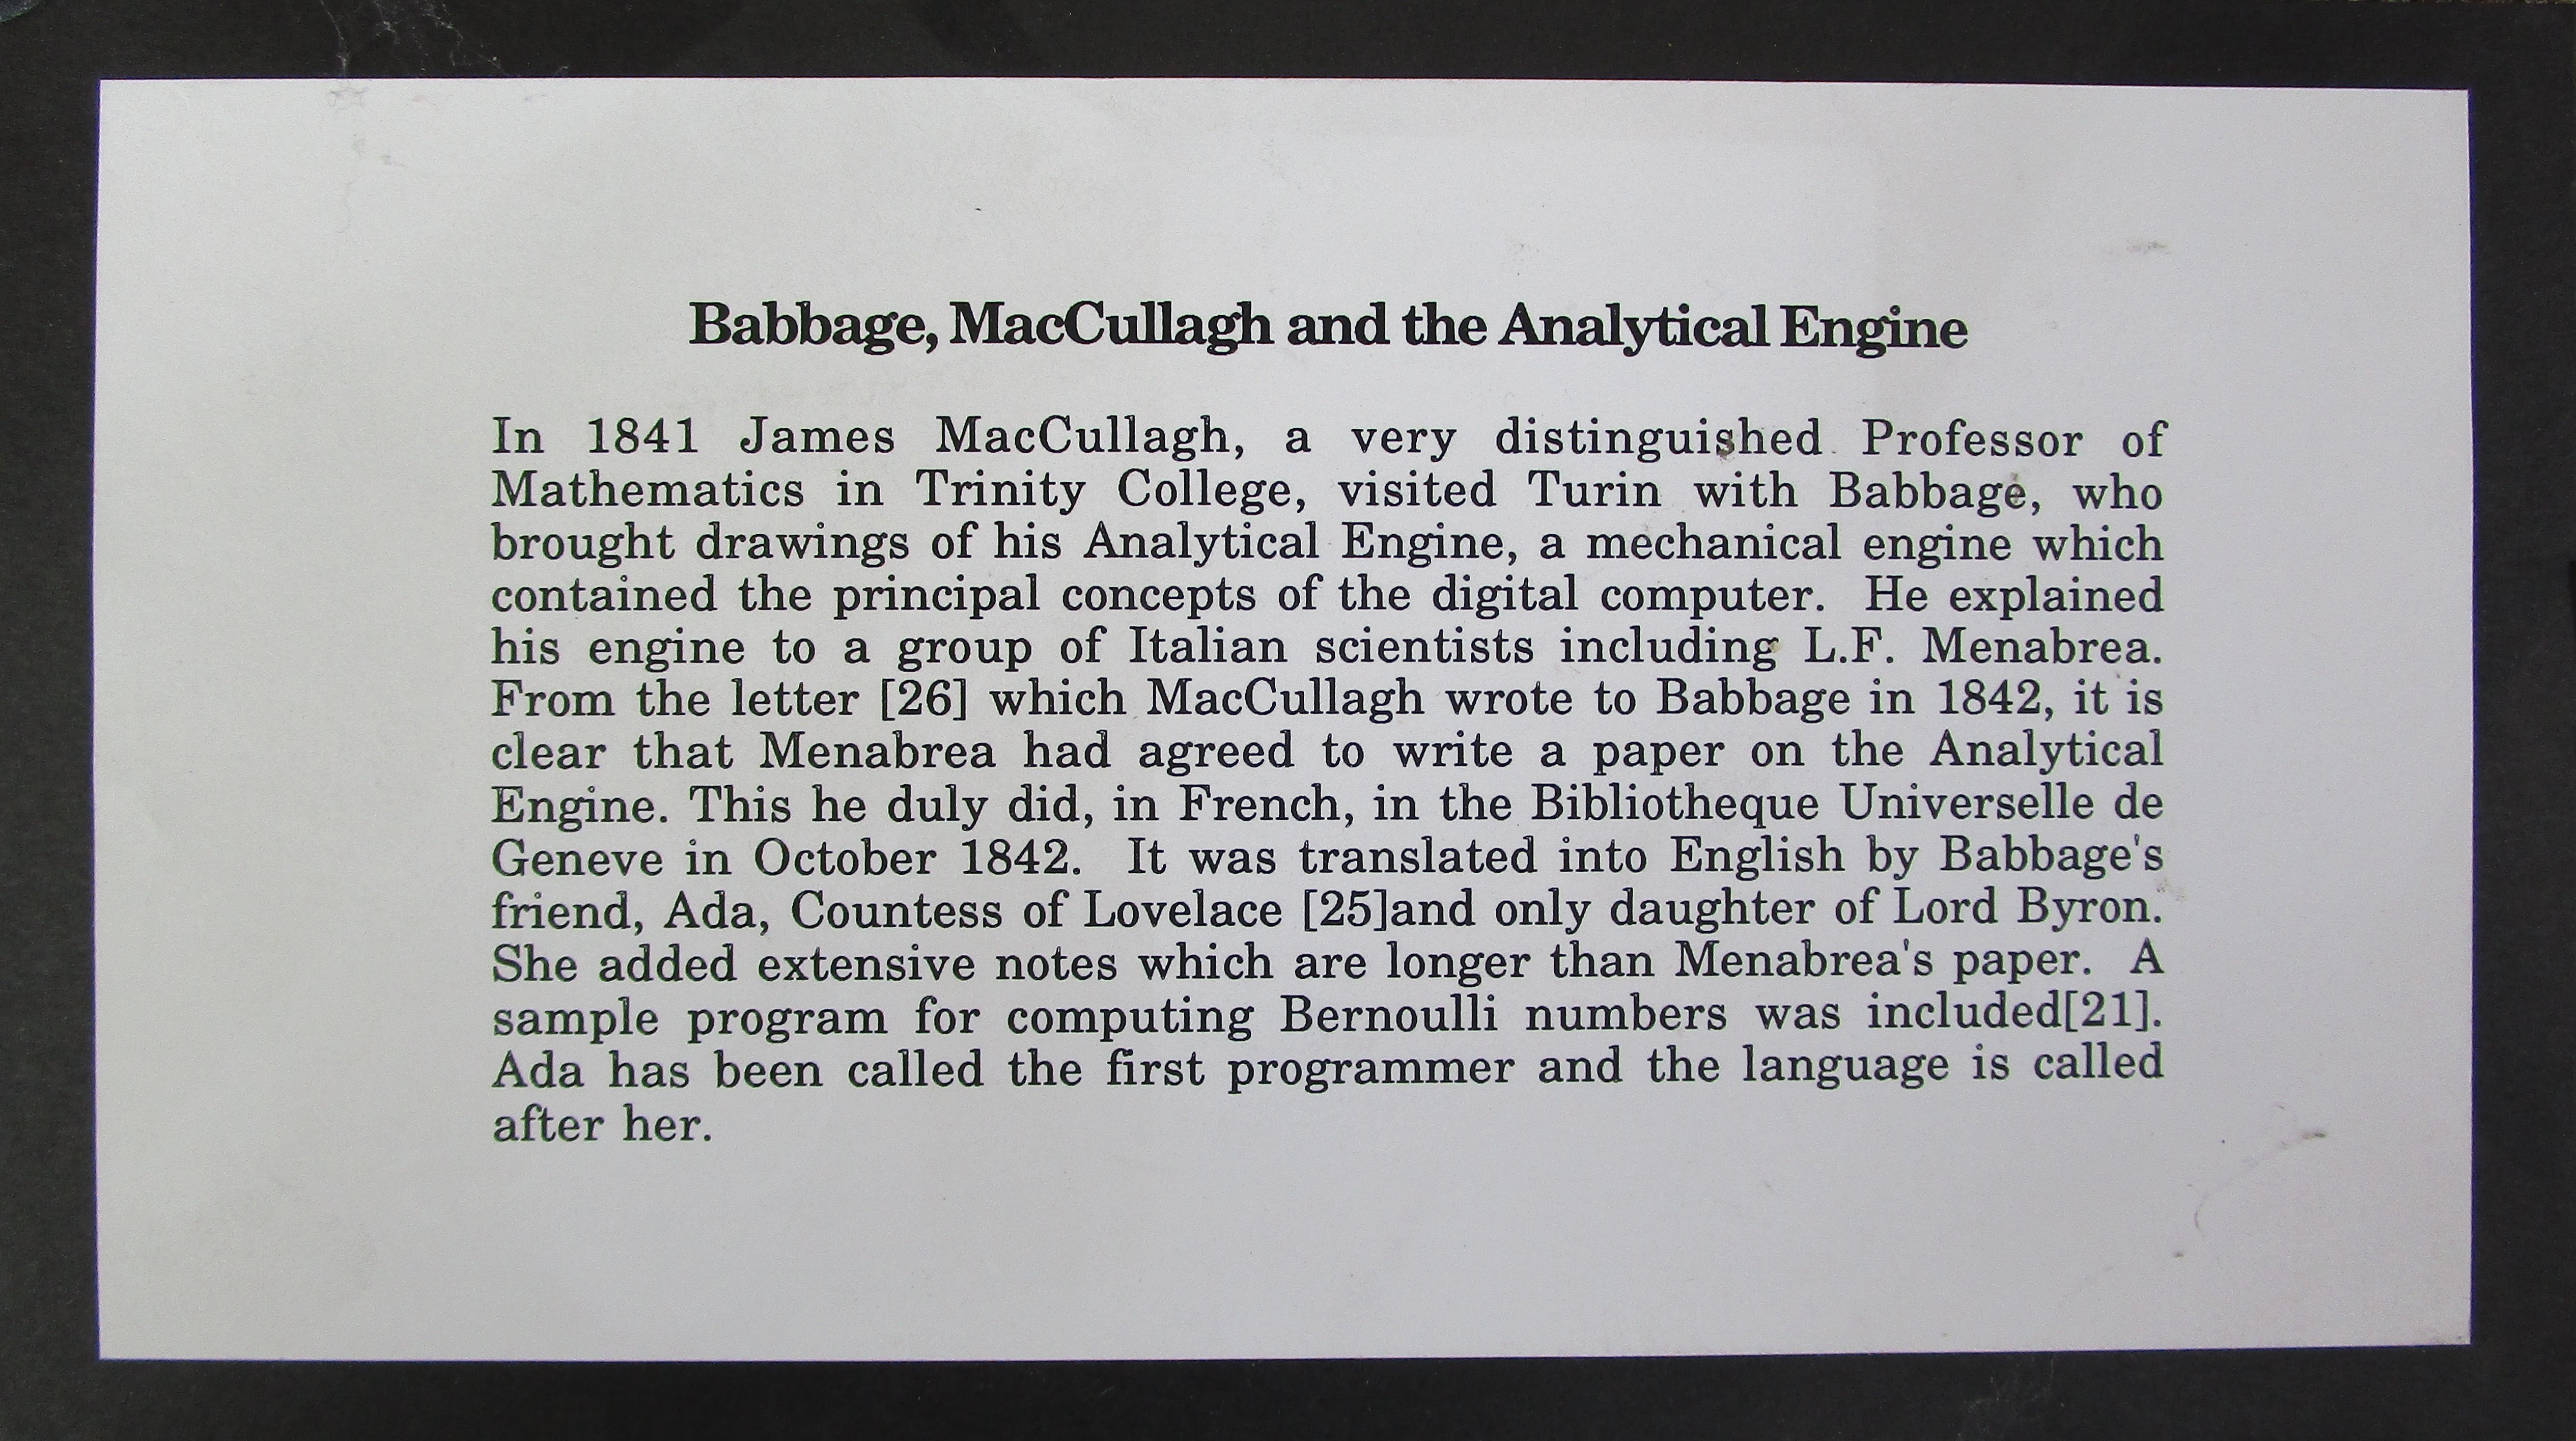 Babbage, MacCullagh and the Analytical Engine
In 1841 James MacCullagh, a very distinguished Professor of
Mathematics in Trinity College, visited Turin with Babbage, who
brought drawings of his Analytical Engine, a mechanical engine which
contained the principal concepts of the digital computer. He explained
his engine to a group of Italian scientists including L.F. Menabrea.
From the letter [26] which MacCullagh wrote to Babbage in 1842, it is
clear that Menabrea had agreed to write a paper on the Analytical
Engine. This he duly did, in French, in the Bibliotheque Universelle de
Geneve in October 1842. It was translated into English by Babbage's
friend, Ada, Countess of Lovelace [25]and only daughter of Lord Byron.
She added extensive notes which are longer than Menabrea's paper. A
sample program for computing Bernoulli numbers was included[21].
Ada has been called the first programmer and the language is called
after her.